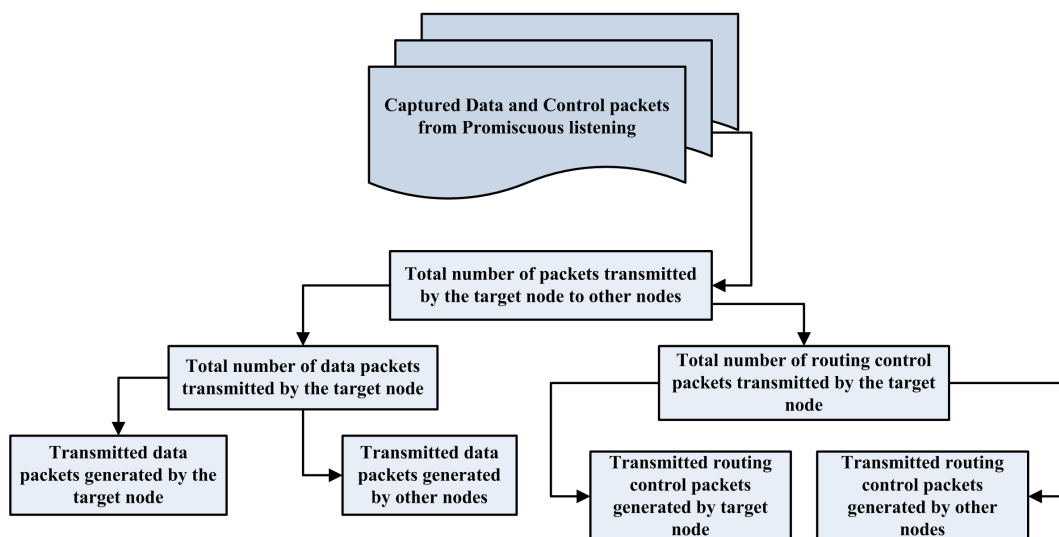 Captured Data and Control packets
from Promiscuous listening
Total number of packets transmitted
by the target node to other nodes
Total number of data packets
transmitted by the target node
Total number of routing control
packets transmitted by the target
node
Transmitted data
packets generated by the
target node
Transmitted data
packets generated
by other nodes
Transmitted routing
control packets
generated by target
node
Transmitted routing
control packets
generated by other
nodes